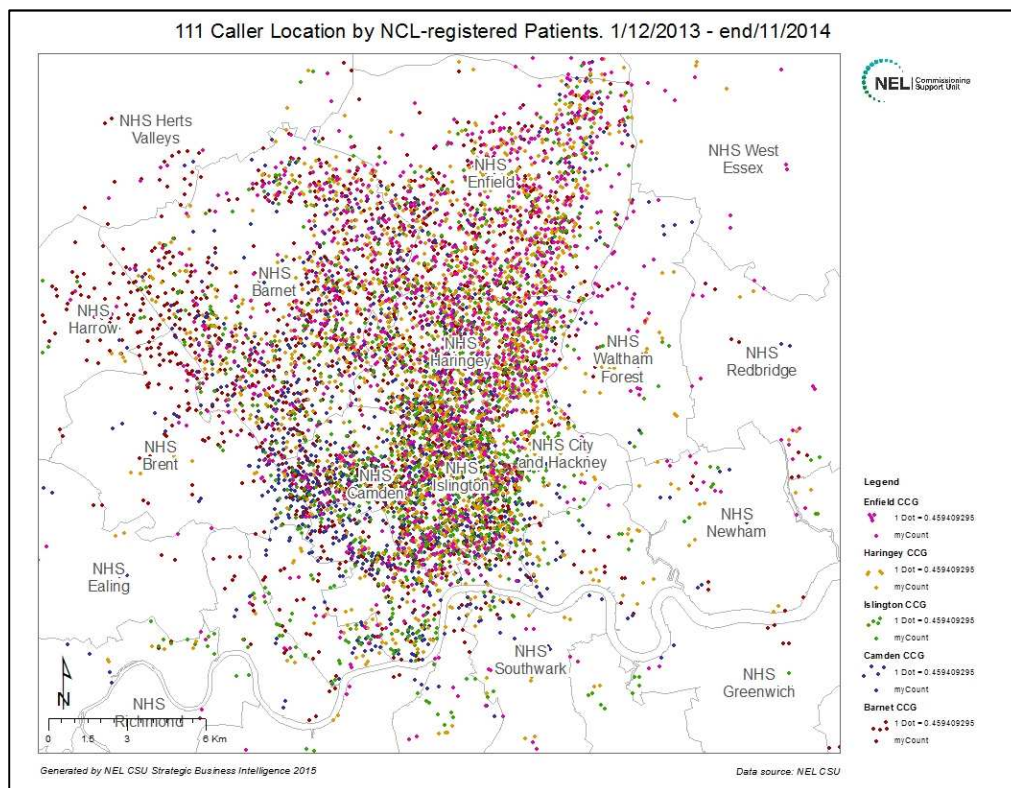 111 Caller Location by NCL-registered Patients. 1/12/2013 - end/11/2014
NEL Commissioning
Support Unit
NHS Herts
Valleys
NHS West
Essex
NHS
Enfield
NHS
Barnet
NHS
Harrow
NHS
Haringey
NHS
Waltham
Forest
NHS
Redbridge
NHS
Brent
NHS City
and Hackney
NHS
Camden
NHS
Islington
NHS
Newham
NHS
Ealing
NHS
Southwark
NHS
Greenwich
NHS
Richmond
N
0 1.5 3 6 Km
Legend
Enfield CCG
1 Dot = 0.459409295
myCount
Haringey CCG
1 Dot = 0.459409295
myCount
Islington CCG
1 Dot = 0.459409295
myCount
Camden CCG
1 Dot = 0.459409295
myCount
Barnet CCG
1 Dot = 0.459409295
myCount
Generated by NEL CSU Strategic Business Intelligence 2015
Data source: NEL CSU